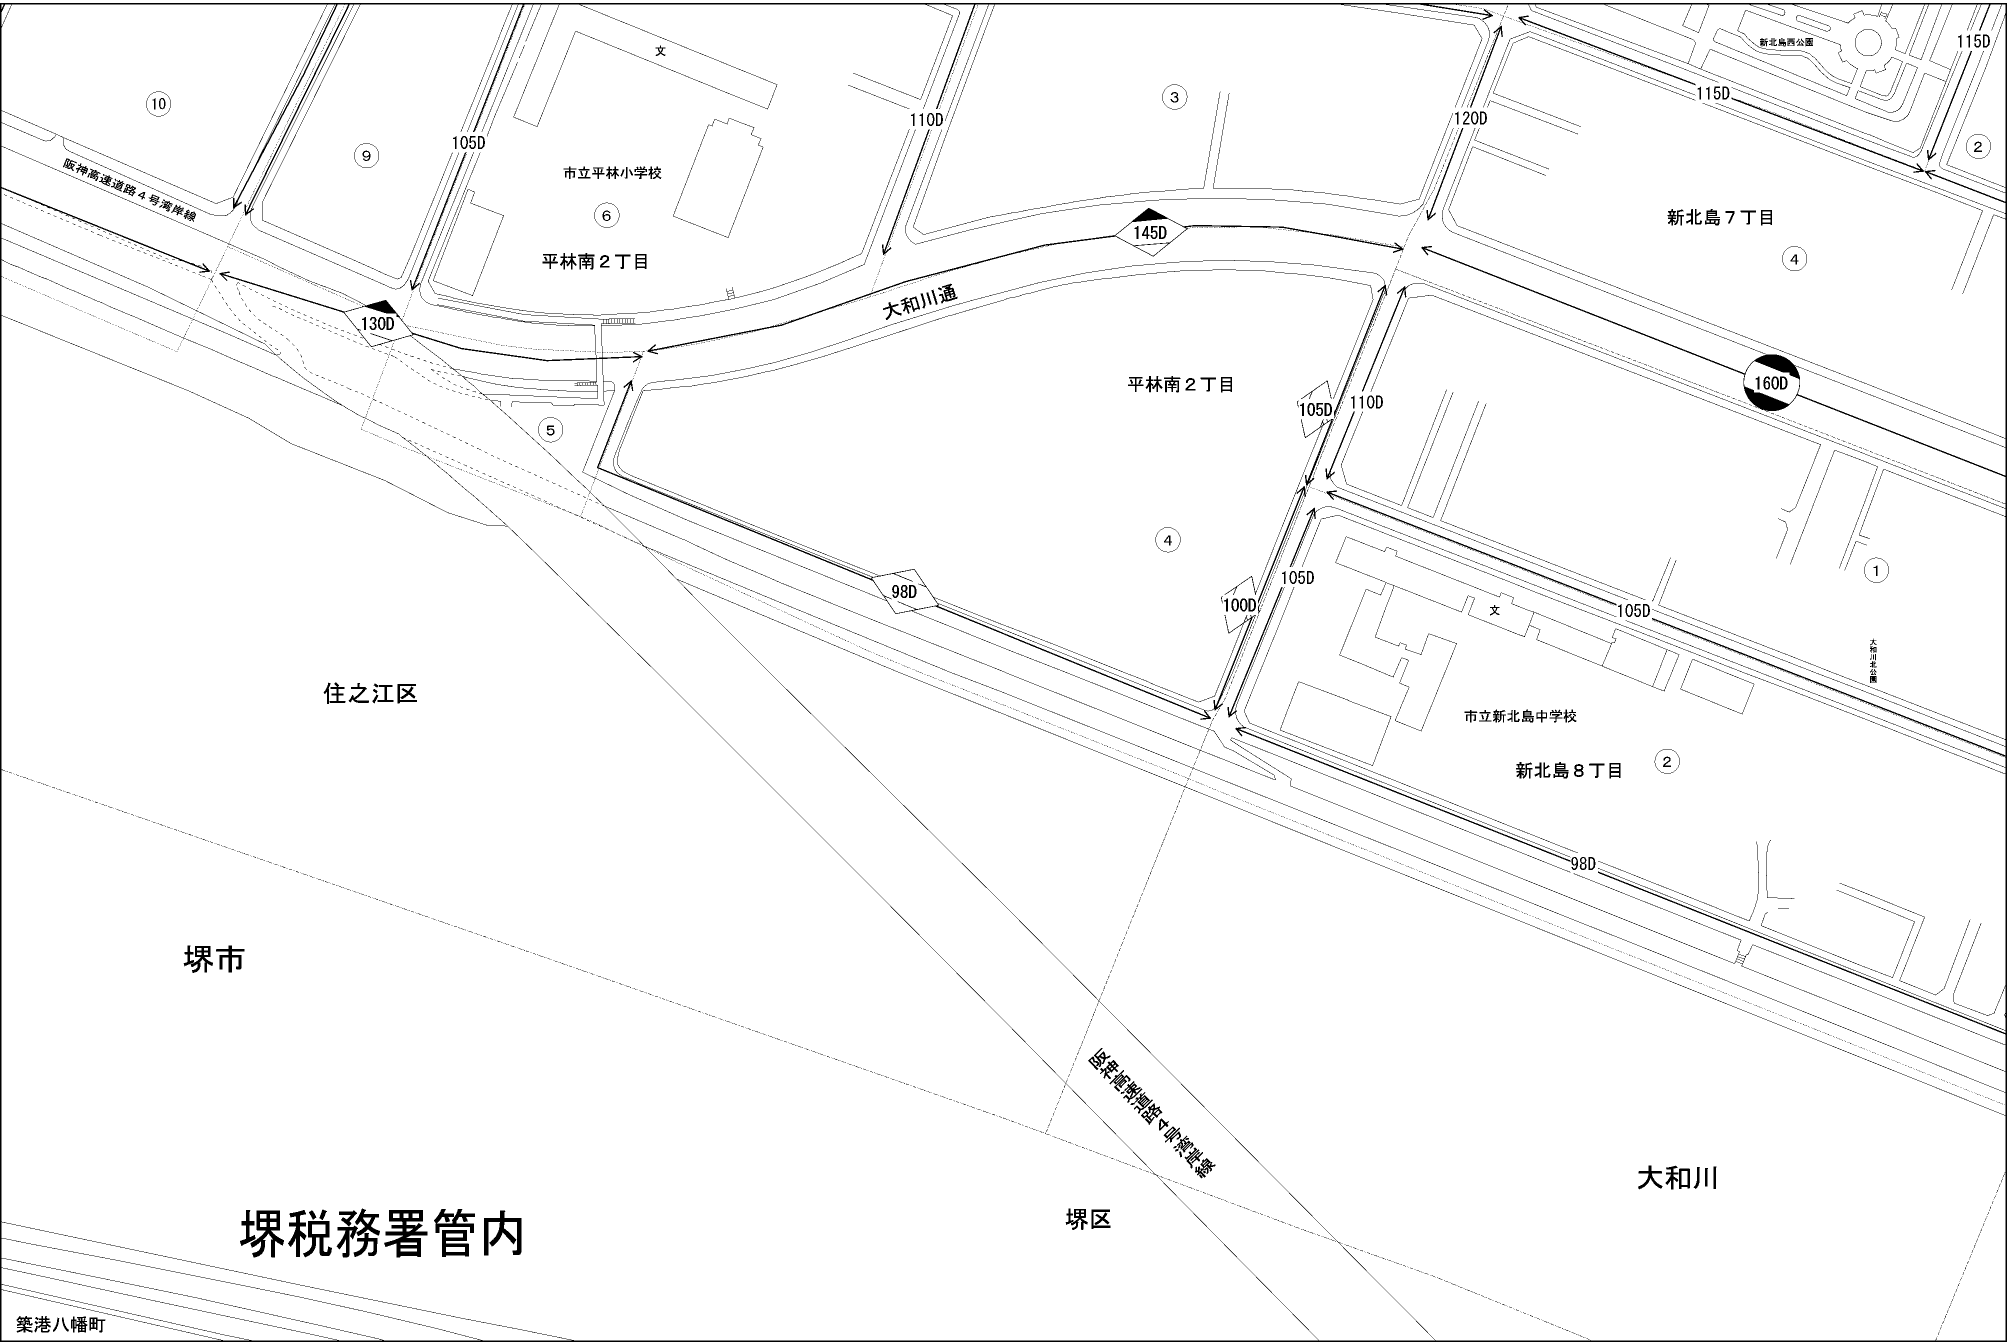 文
新北島西公園
115D
115D
③
⑩
110D
120D
105D
②
⑨
阪神高速道路４号湾岸線
市立平林小学校
⑥
新北島７丁目
145D
平林南２丁目
④
大和川通
130D
平林南２丁目
160D
105D
110D
⑤
④
①
105D
98D
100D
文
105D
大和川北公園
住之江区
市立新北島中学校
②
新北島８丁目
98D
堺市
阪神高速道路４号湾岸線
大和川
堺区
堺税務署管内
築港八幡町